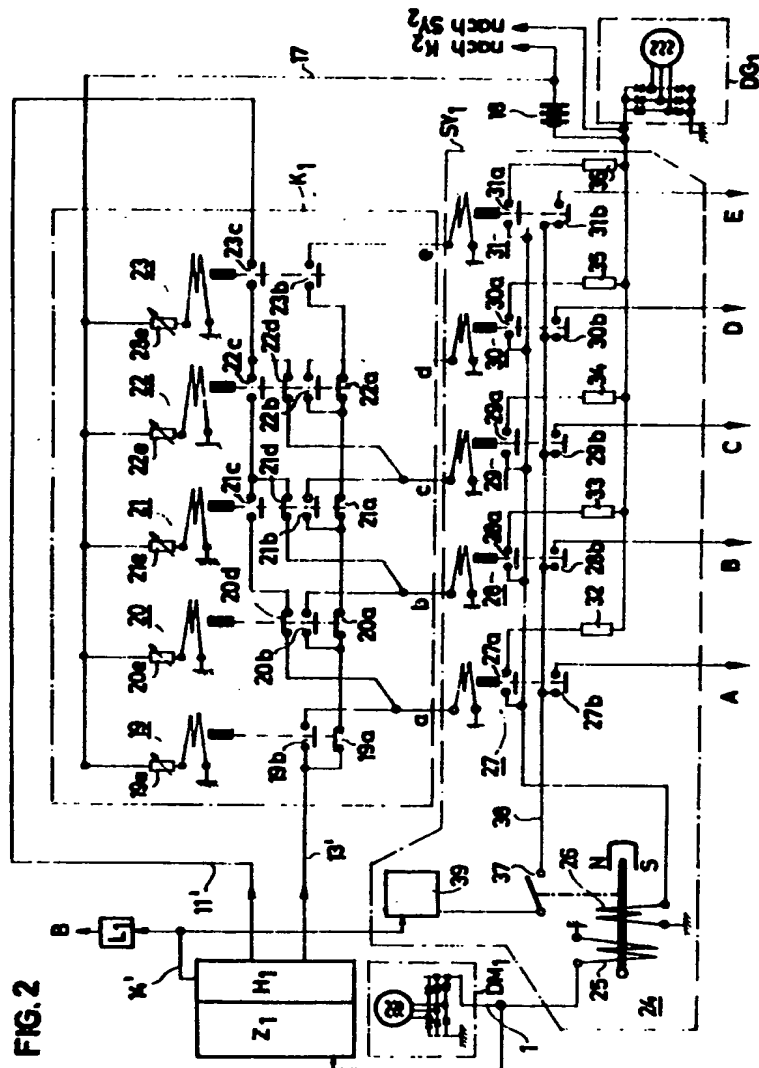 FIG. 2
B
L₁
14'
11'
13'
Z₁
H₁
DM₁
1
17
K₁
SY₁
18
nach K₂
nach SY₂
DG₁
19
20
21
22
23
19e
20e
21e
22e
23e
20d
21c
21d
22c
22d
23c
19b
20b
21b
22b
23b
19a
20a
21a
22a
a
b
c
d
e
27
28
29
30
31
27a
28a
29a
30a
31a
27b
28b
29b
30b
31b
32
33
34
35
36
39
37
38
N
S
26
25
24
A
B
C
D
E